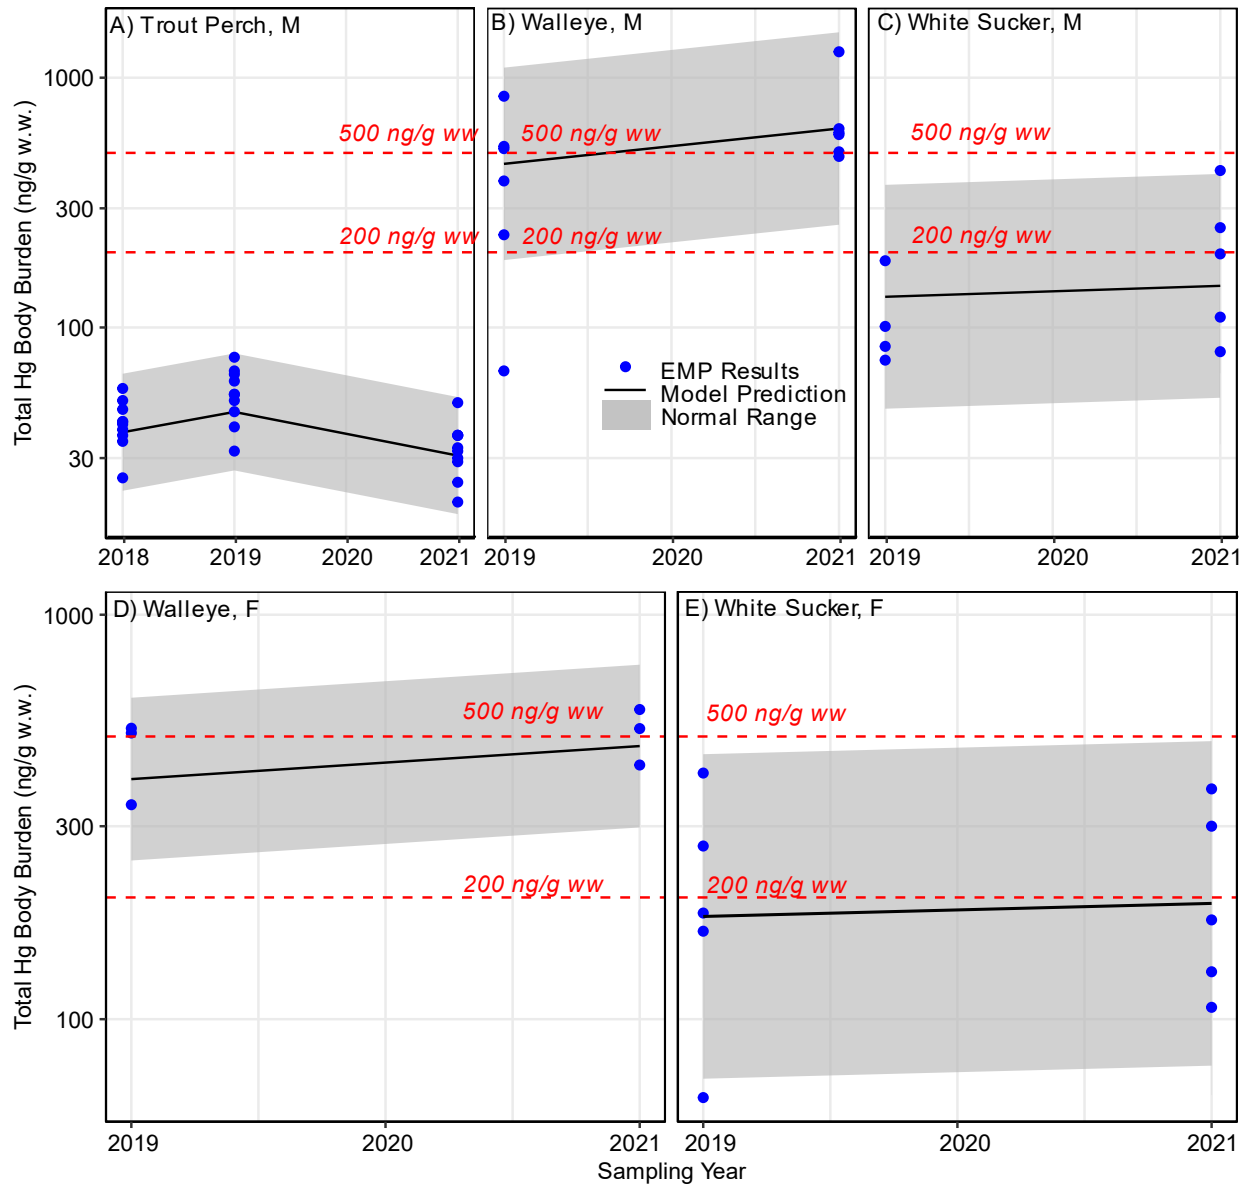 A) Trout Perch, M
B) Walleye, M
C) White Sucker, M
Total Hg Body Burden (ng/g w.w.)
1000
300
100
30
500 ng/g ww
500 ng/g ww
500 ng/g ww
200 ng/g ww
200 ng/g ww
200 ng/g ww
EMP Results
Model Prediction
Normal Range
2018
2019
2020
2021
2019
2020
2021
2019
2020
2021
D) Walleye, F
E) White Sucker, F
Total Hg Body Burden (ng/g w.w.)
1000
300
100
500 ng/g ww
500 ng/g ww
200 ng/g ww
200 ng/g ww
2019
2020
2021
2019
2020
2021
Sampling Year